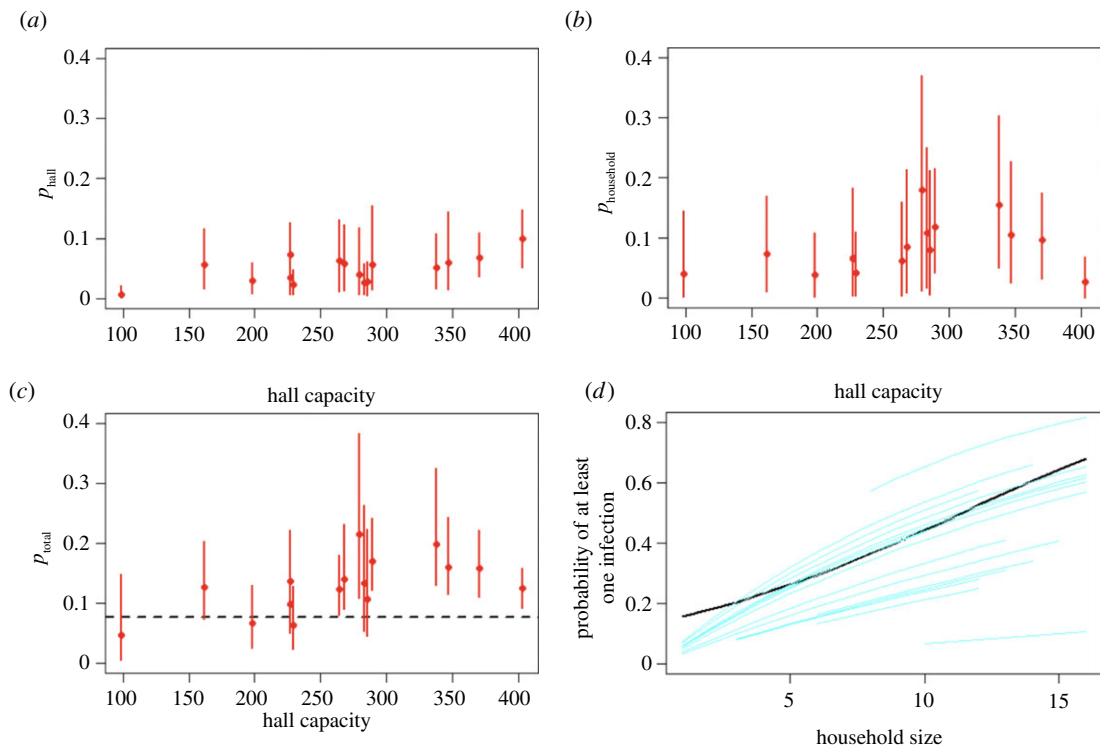 (a)
0.4
0.3
0.2
0.1
0
p hall
100 150 200 250 300 350 400
hall capacity
(b)
0.4
0.3
0.2
0.1
0
p household
100 150 200 250 300 350 400
hall capacity
(c)
0.4
0.3
0.2
0.1
0
p total
100 150 200 250 300 350 400
hall capacity
(d)
0.8
0.6
0.4
0.2
0
probability of at least
one infection
5 10 15
household size